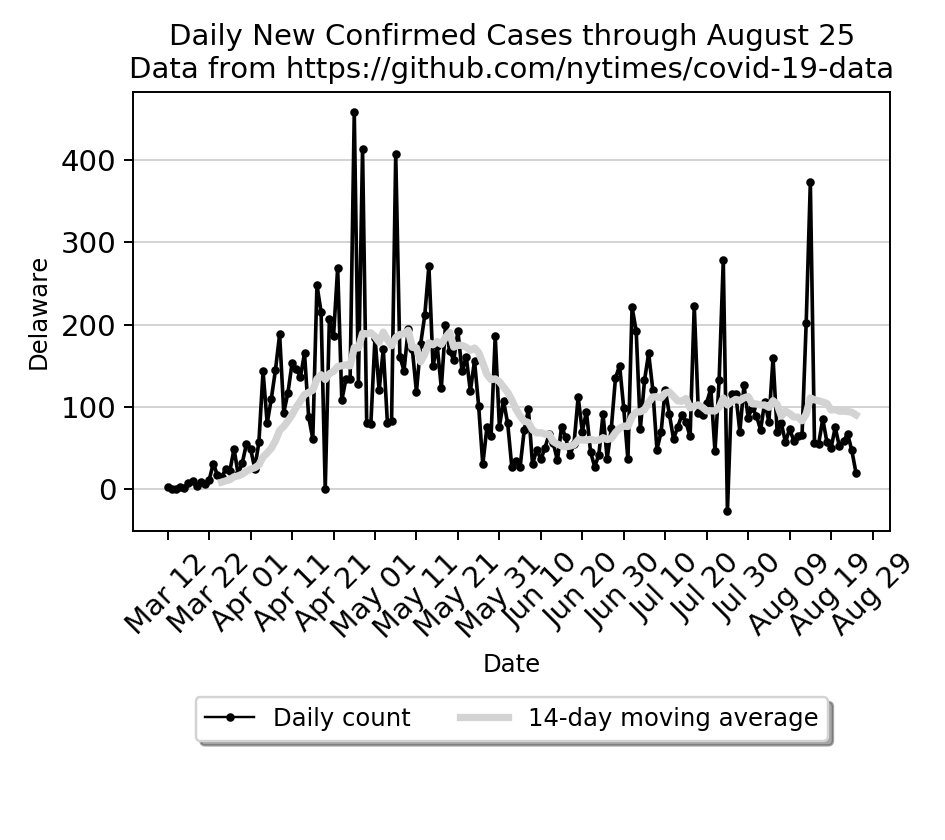 Daily New Confirmed Cases through August 25
Data from https://github.com/nytimes/covid-19-data
Delaware
400
300
200
100
0
Mar 12
Mar 22
Apr 01
Apr 11
Apr 21
May 01
May 11
May 21
May 31
Jun 10
Jun 20
Jun 30
Jul 10
Jul 20
Jul 30
Aug 09
Aug 19
Aug 29
Date
Daily count
14-day moving average